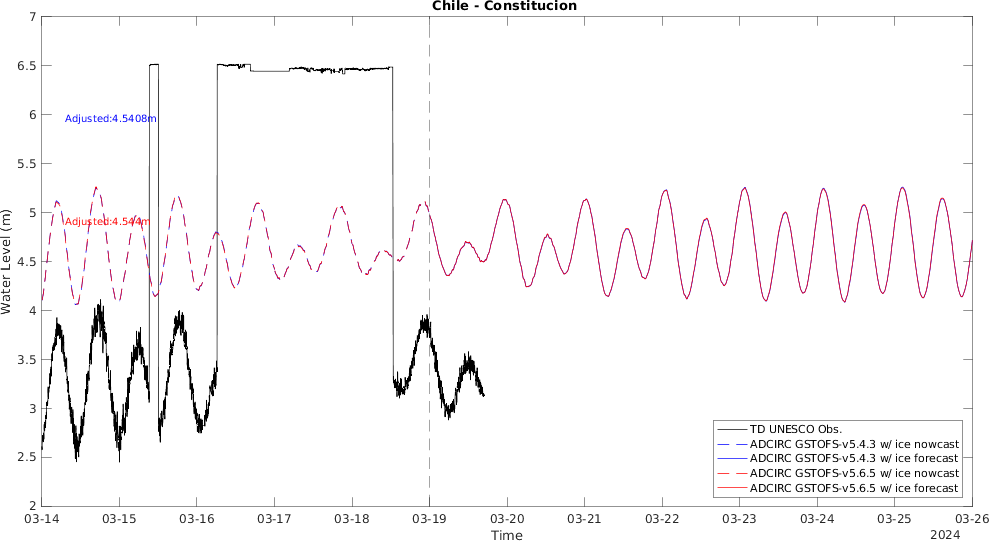 Chile - Constitucion
7
6.5
6
5.5
5
4.5
4
3.5
3
2.5
2
Water Level (m)
Adjusted:4.5408m
Adjusted:4.544m
TD UNESCO Obs.
ADCIRC GSTOFS-v5.4.3 w/ ice nowcast
ADCIRC GSTOFS-v5.4.3 w/ ice forecast
ADCIRC GSTOFS-v5.6.5 w/ ice nowcast
ADCIRC GSTOFS-v5.6.5 w/ ice forecast
03-14 03-15 03-16 03-17 03-18 03-19 03-20 03-21 03-22 03-23 03-24 03-25 03-26
Time
2024